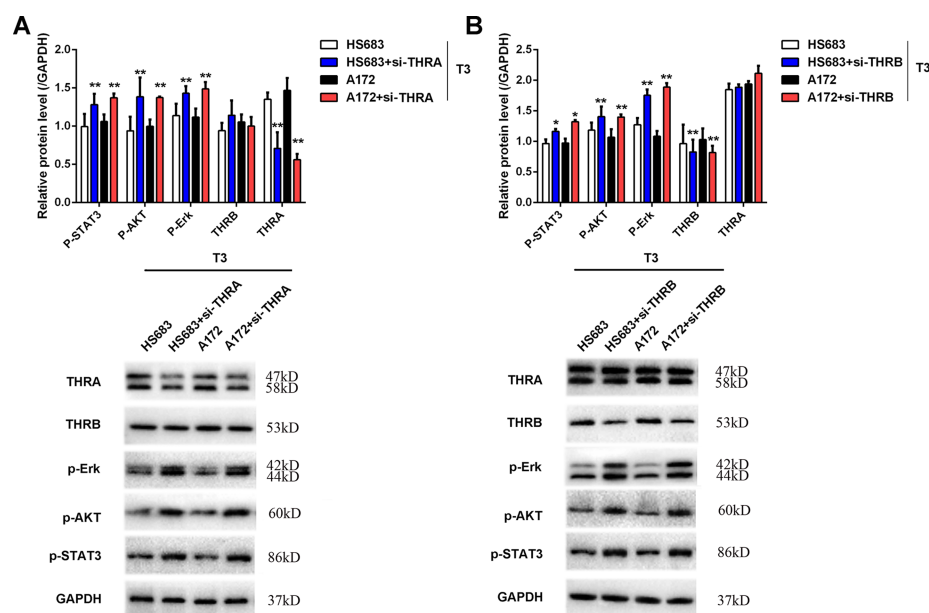 A
Relative protein level (/GAPDH)
2.0
1.5
1.0
0.5
0.0
** ** ** ** ** ** ** **
P-STAT3
P-AKT
P-Erk
THRB
THRA
HS683
HS683+si-THRA
A172
A172+si-THRA
T3
T3
HS683
HS683+si-THRA
A172
A172+si-THRA
THRA
47kD
58kD
THRB
53kD
p-Erk
42kD
44kD
p-AKT
60kD
p-STAT3
86kD
GAPDH
37kD
B
Relative protein level (/GAPDH)
2.5
2.0
1.5
1.0
0.5
0.0
* * ** ** ** ** ** **
P-STAT3
P-AKT
P-Erk
THRB
THRA
HS683
HS683+si-THRB
A172
A172+si-THRB
T3
T3
HS683
HS683+si-THRB
A172
A172+si-THRB
THRA
47kD
58kD
THRB
53kD
p-Erk
42kD
44kD
p-AKT
60kD
p-STAT3
86kD
GAPDH
37kD